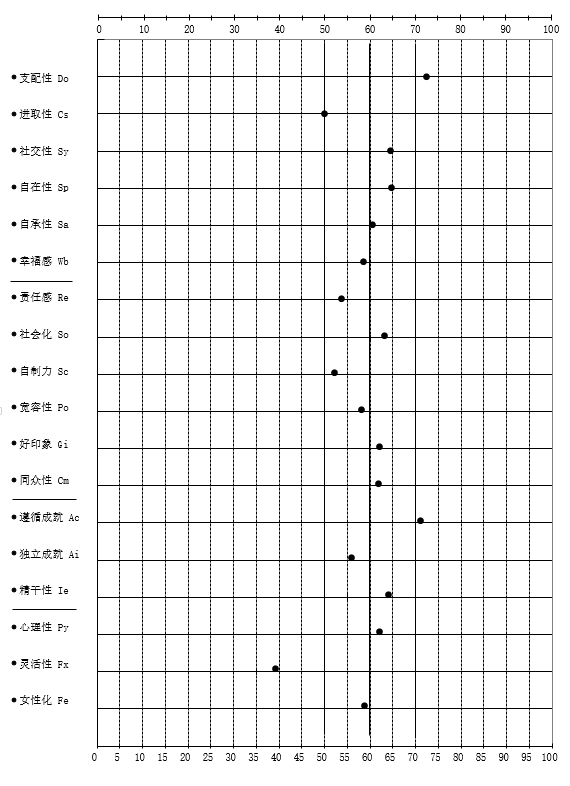 0 10 20 30 40 50 60 70 80 90 100
支配性 Do
进取性 Cs
社交性 Sy
自在性 Sp
自承性 Sa
幸福感 Wb
责任感 Re
社会化 So
自制力 Sc
宽容性 Po
好印象 Gi
同众性 Cm
遵循成就 Ac
独立成就 Ai
精干性 Ie
心理性 Py
灵活性 Fx
女性化 Fe
0 5 10 15 20 25 30 40 45 50 55 60 65 70 75 80 85 90 95 100